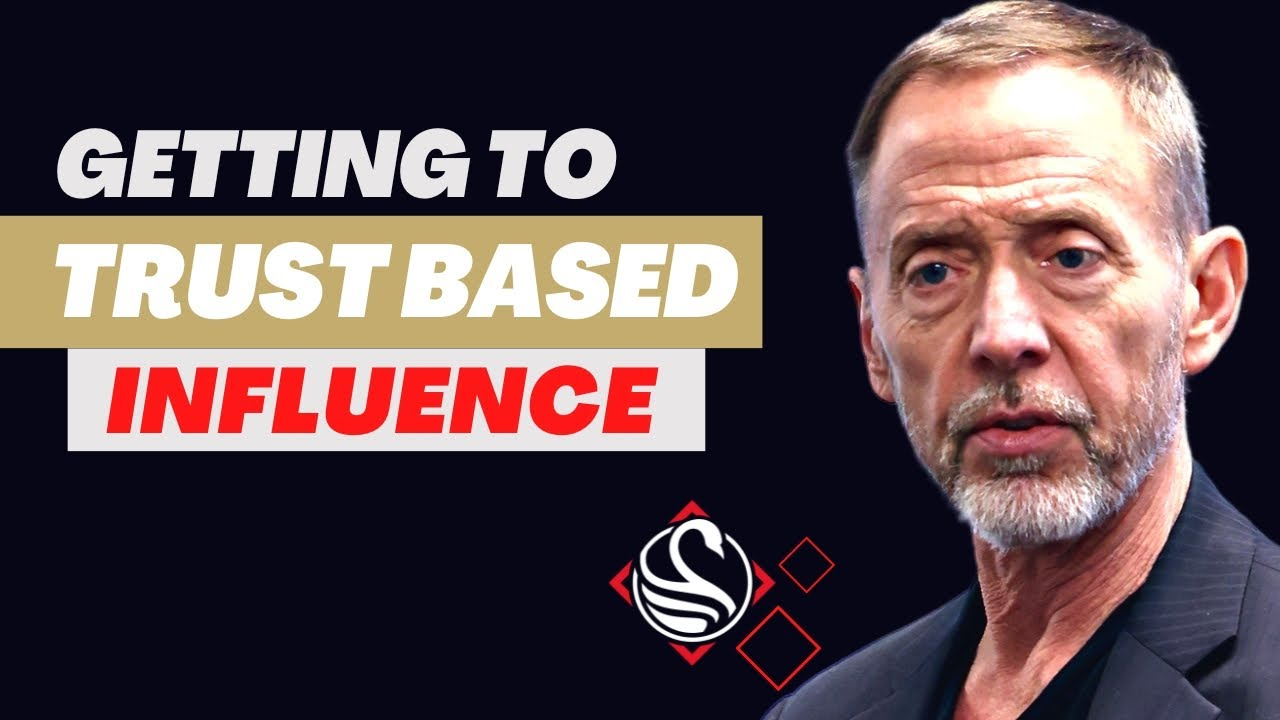 GETTING TO
TRUST BASED
INFLUENCE